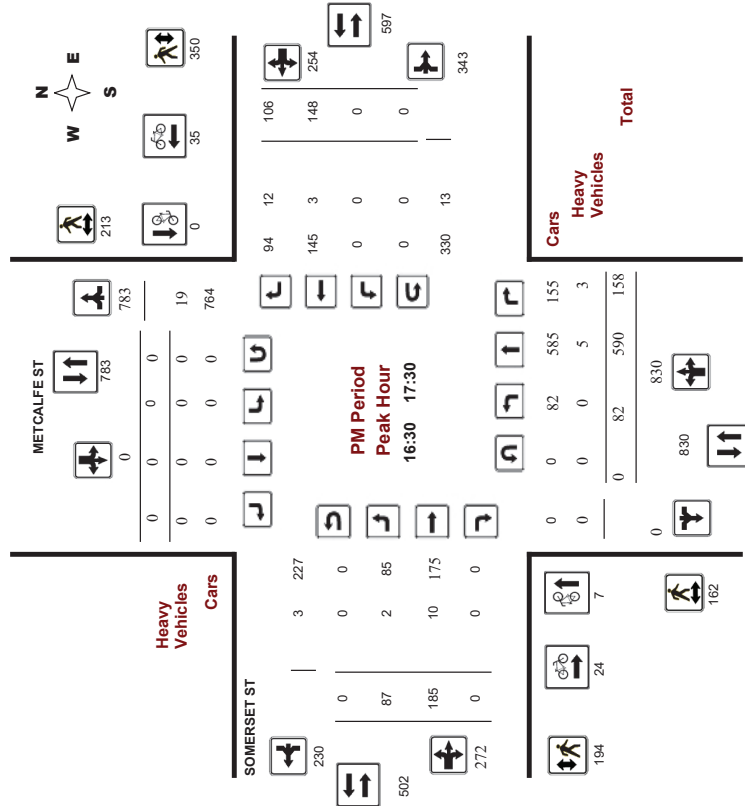 N
W E
S
METCALFE ST
213
350
0
35
783
783
0
0 0 0 0
0 0 0 0 19
0 0 0 0 764
Heavy
Vehicles
Cars
254
597
343
106
148
0
0
12
3
0
0
13
94
145
0
0
330
PM Period
Peak Hour
16:30 17:30
SOMERSET ST
230
502
272
3 227
0 0
2 85
10 175
0 0
0
87
185
0
Cars
Heavy
Vehicles
Total
0 0 82 585 155
0 0 0 5 3
0 82 590 158
0
830
830
7
24
162
194